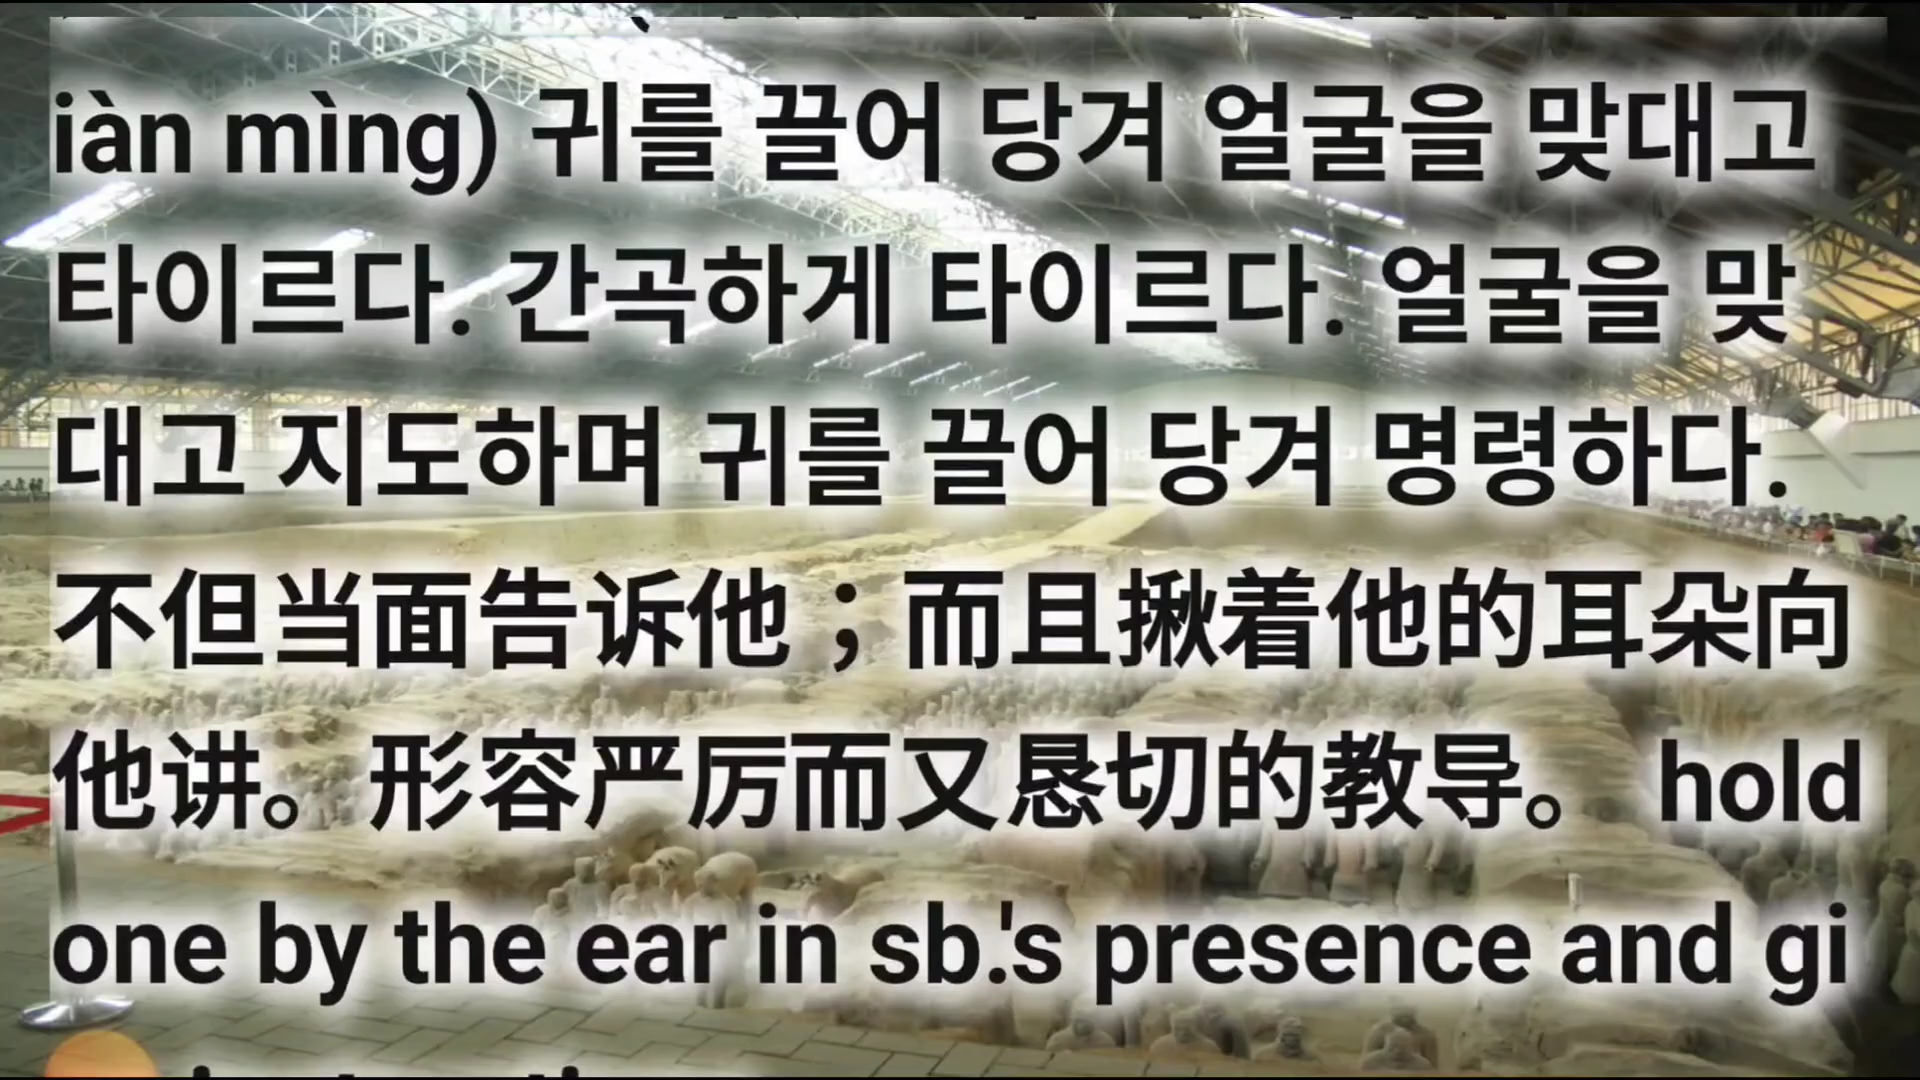 iàn mìng) 귀를 끌어 당겨 얼굴을 맞대고
타이르다. 간곡하게 타이르다. 얼굴을 맞
대고 지도하며 귀를 끌어 당겨 명령하다.
不但当面告诉他；而且揪着他的耳朵向
他讲。形容严厉而又恳切的教导。 hold
one by the ear in sb.'s presence and gi